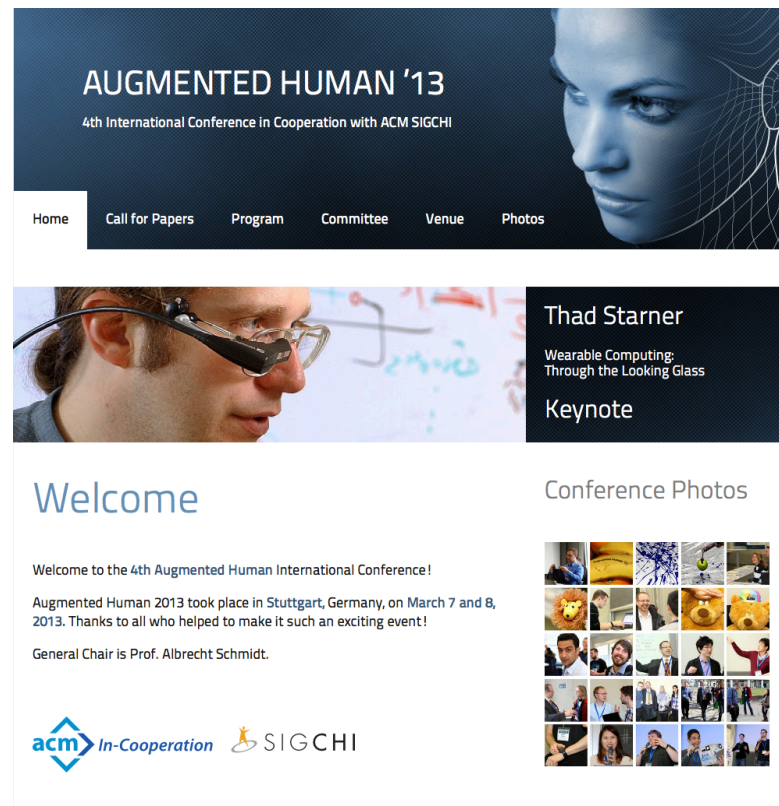 AUGMENTED HUMAN '13
4th International Conference in Cooperation with ACM SIGCHI
Home
Call for Papers
Program
Committee
Venue
Photos
Thad Starner
Wearable Computing:
Through the Looking Glass
Keynote
Welcome
Conference Photos
Welcome to the 4th Augmented Human International Conference!
Augmented Human 2013 took place in Stuttgart, Germany, on March 7 and 8,
2013. Thanks to all who helped to make it such an exciting event!
General Chair is Prof. Albrecht Schmidt.
acm In-Cooperation
SIGCHI